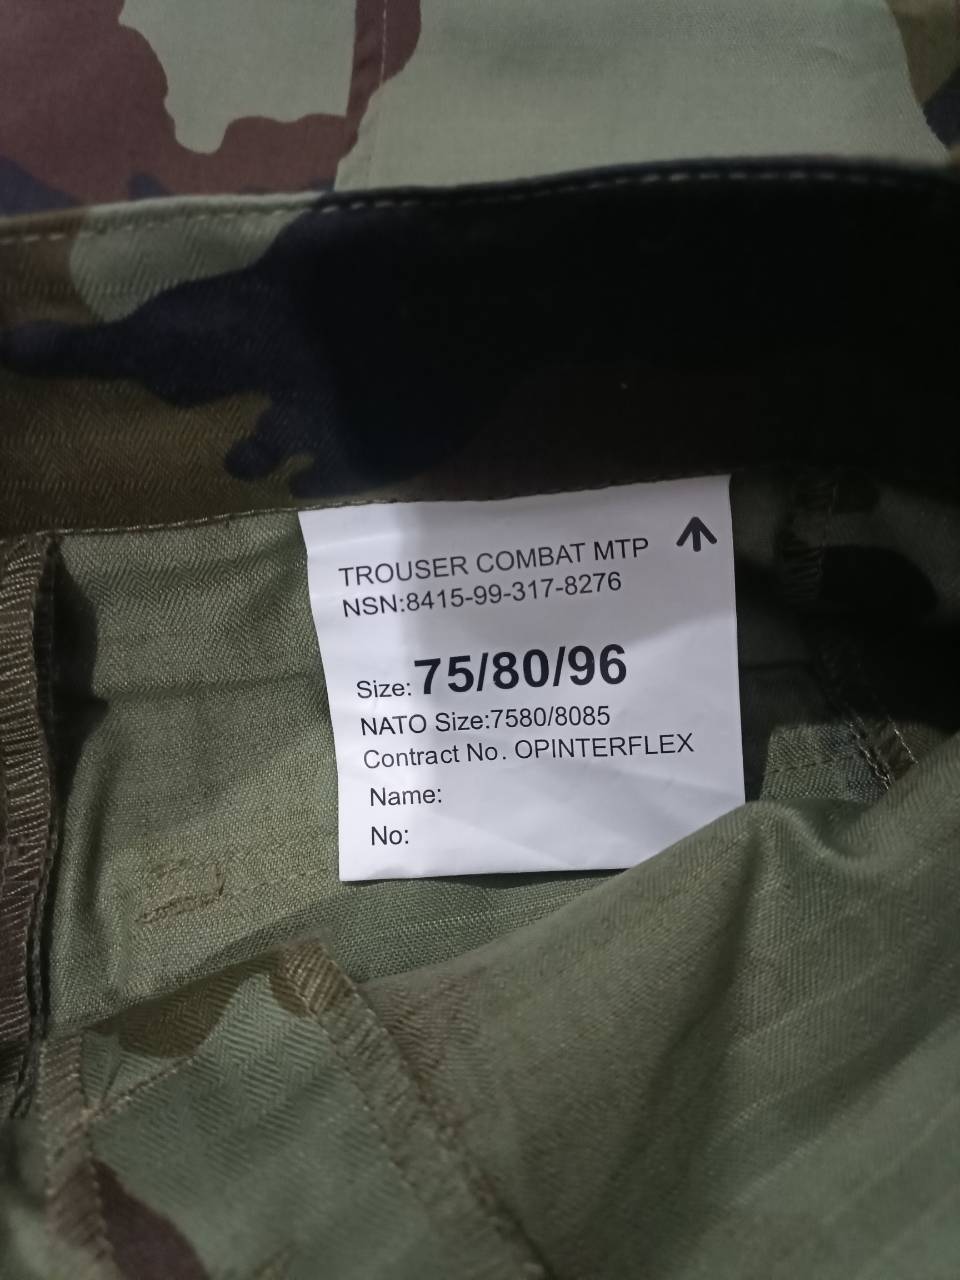 TROUSER COMBAT MTP
NSN:8415-99-317-8276
Size:75/80/96
NATO Size:7580/8085
Contract No. OPINTERFLEX
Name:
No: